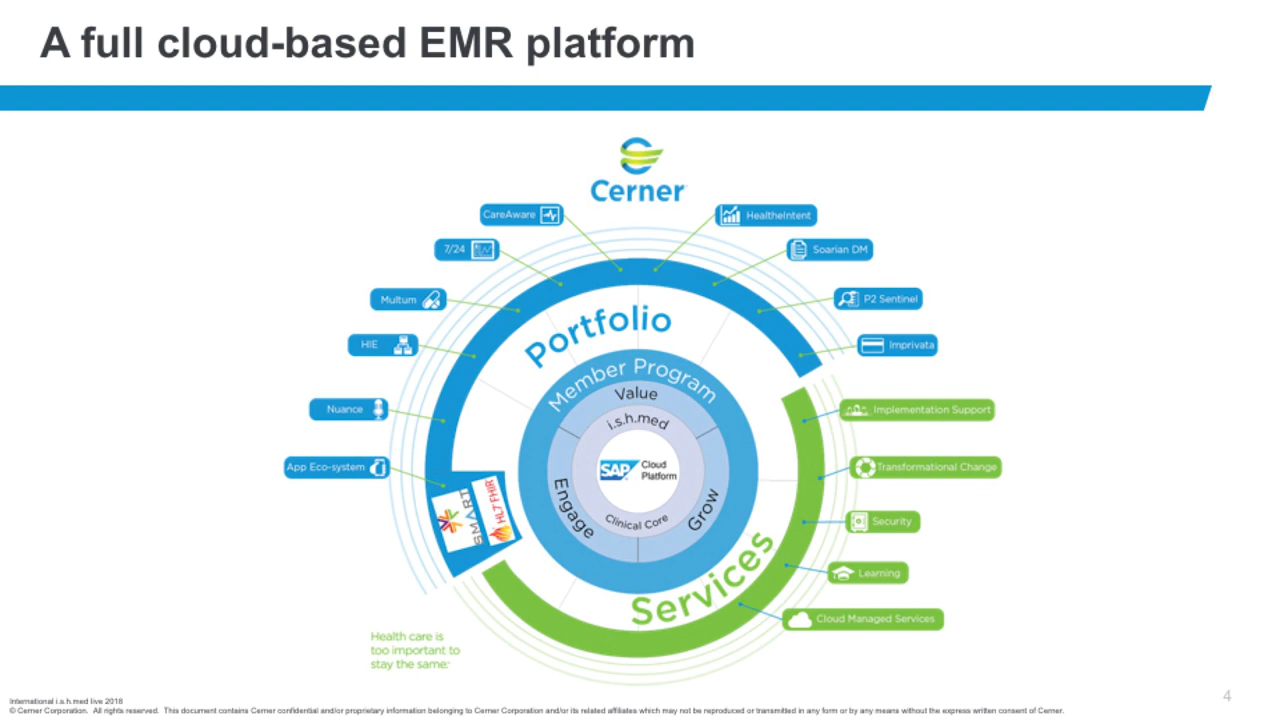 A full cloud-based EMR platform
Cerner
CareAware
HealtheIntent
7/24
Soarian DM
Multum
P2 Sentinel
HIE
Imprivata
Nuance
Implementation Support
App Eco-system
Transformational Change
Security
Learning
Cloud Managed Services
Portfolio
Member Program
Value
i.s.h.med
SAP Cloud
Platform
Engage
Clinical Core
Grow
Services
SMART
HL7 FHIR
Health care is
too important to
stay the same.
4
International i.s.h.med live 2018
© Cerner Corporation. All rights reserved. This document contains Cerner confidential and/or proprietary information belonging to Cerner Corporation and/or its related affiliates which may not be reproduced or transmitted in any form or by any means without the express written consent of Cerner.